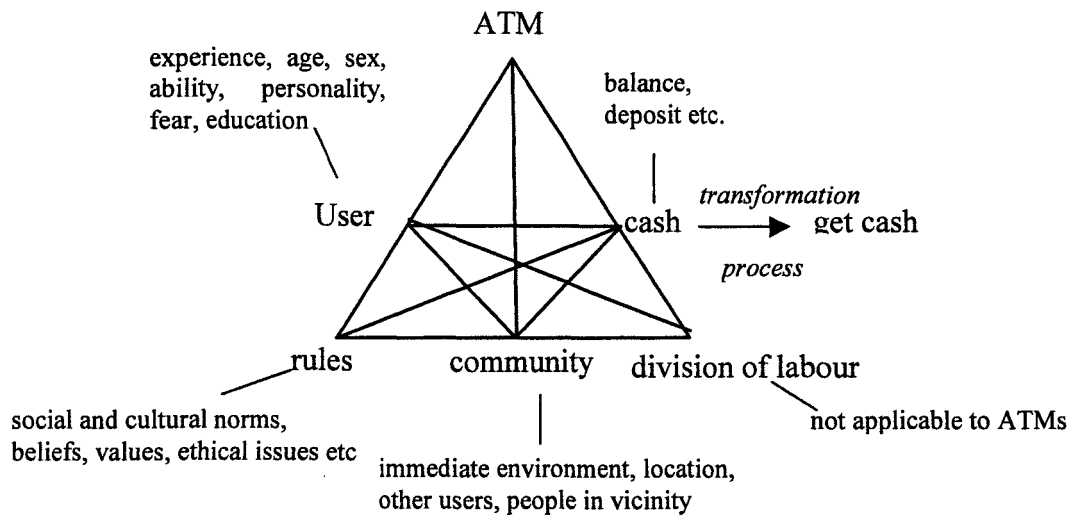 ATM
experience, age, sex,
ability, personality,
fear, education
balance,
deposit etc.
User
cash
transformation
process
get cash
rules
community
division of labour
social and cultural norms,
beliefs, values, ethical issues etc
immediate environment, location,
other users, people in vicinity
not applicable to ATMs